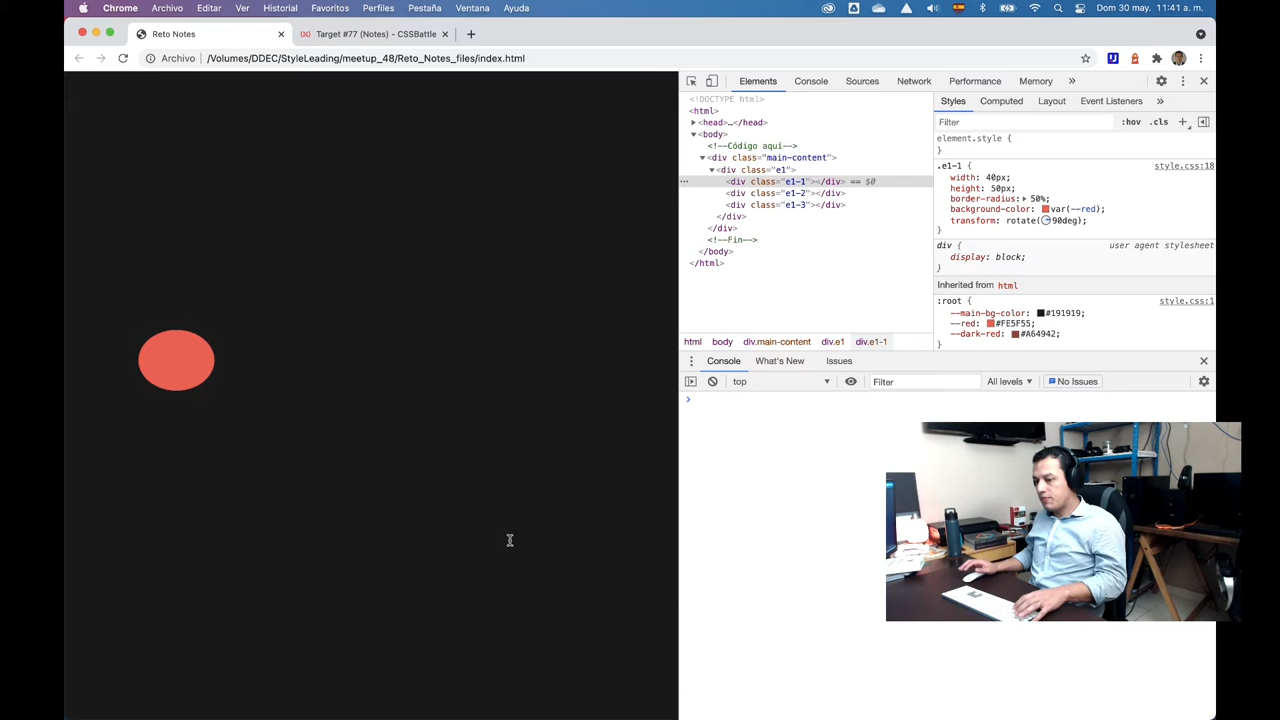 Chrome Archivo Editar Ver Historial Favoritos Perfiles Pestaña Ventana Ayuda Dom 30 may. 11:41 a. m.
Reto Notes Target #77 (Notes) - CSSBattle
Archivo /Volumes/DDEC/StyleLeading/meetup_48/Reto_Notes_files/index.html
Elements Console Sources Network Performance Memory »
<!DOCTYPE html>
<html>
<head>…</head>
<body>
<!--Código aquí-->
<div class="main-content">
<div class="e1">
<div class="e1-1"></div> == $0
<div class="e1-2"></div>
<div class="e1-3"></div>
</div>
</div>
<!--Fin-->
</body>
</html>
html body div.main-content div.e1 div.e1-1
Styles Computed Layout Event Listeners »
Filter :hov .cls +
element.style {
}
.e1-1 { style.css:18
width: 40px;
height: 50px;
border-radius: 50%;
background-color: var(--red);
transform: rotate(90deg);
}
div { user agent stylesheet
display: block;
}
Inherited from html
:root { style.css:1
--main-bg-color: #191919;
--red: #FE5F55;
--dark-red: #A64942;
}
Console What's New Issues
top Filter All levels No Issues